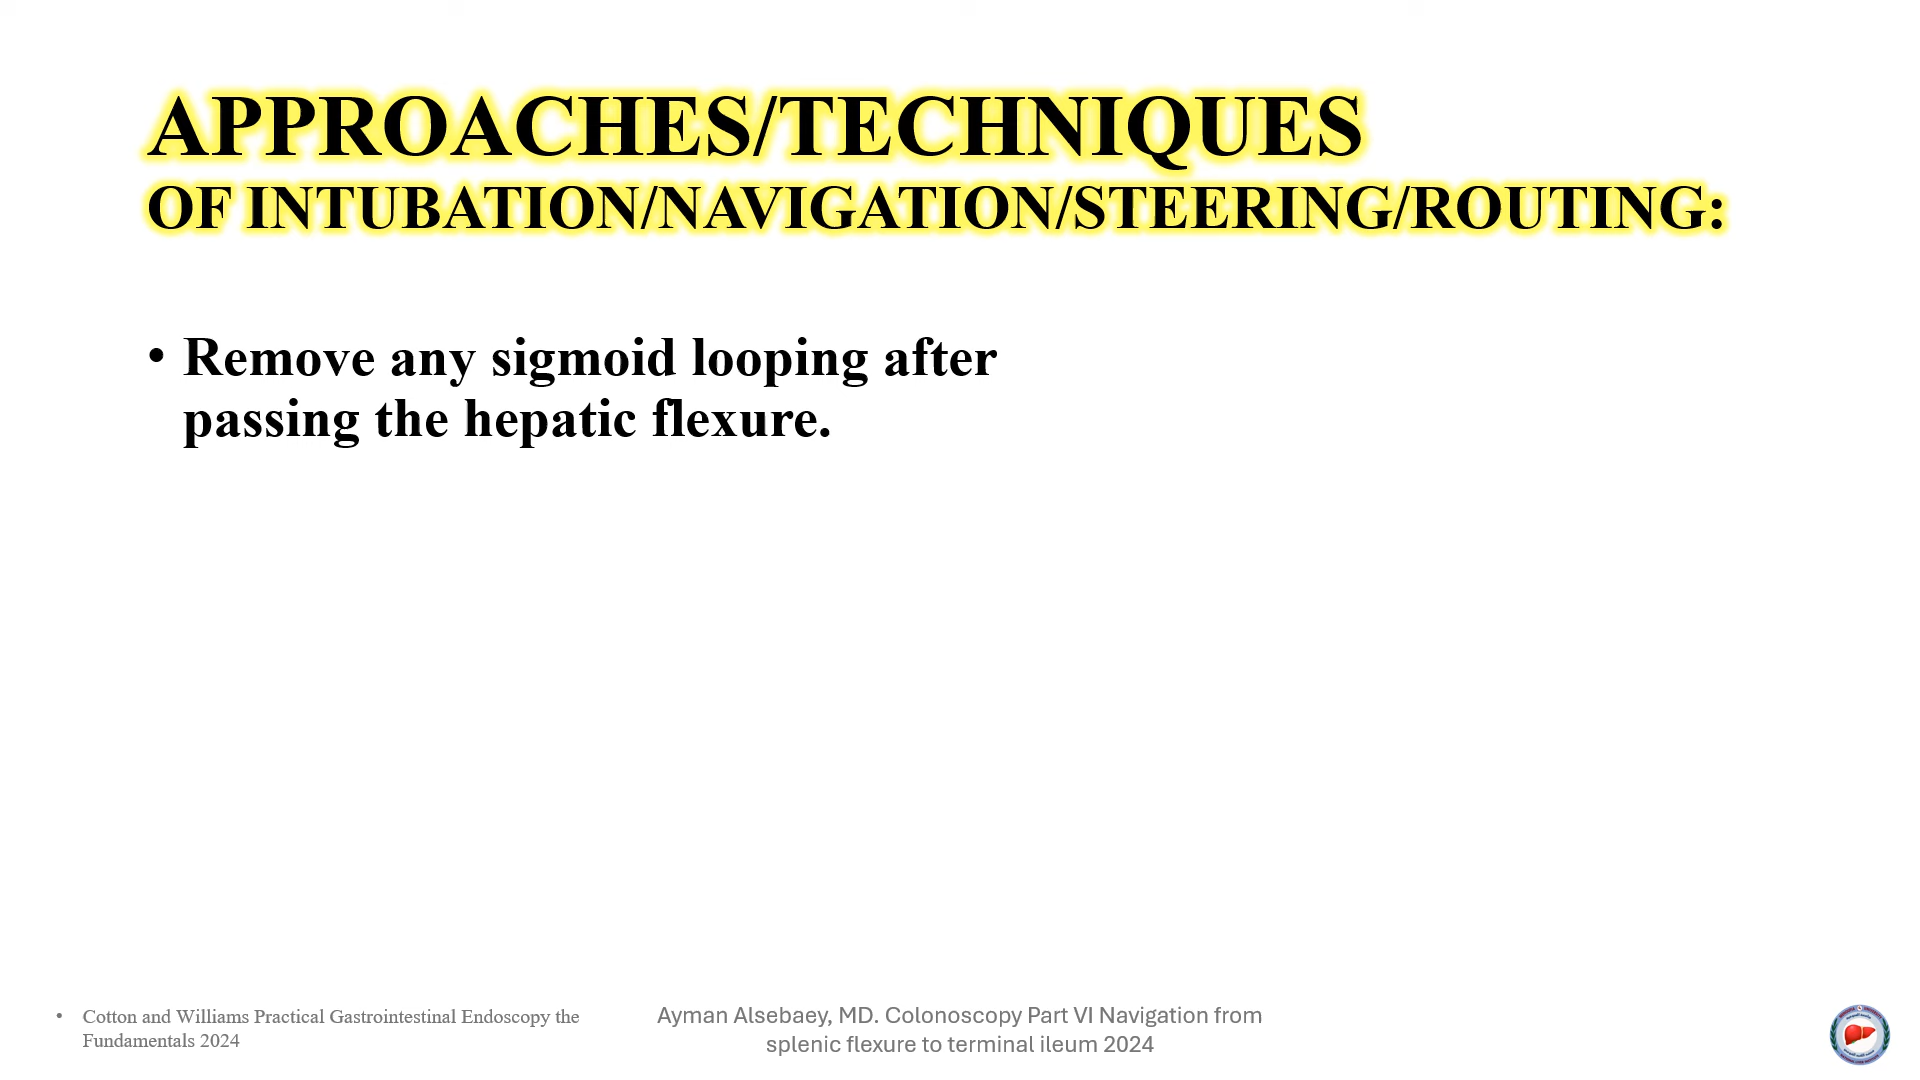 APPROACHES/TECHNIQUES
OF INTUBATION/NAVIGATION/STEERING/ROUTING:
• Remove any sigmoid looping after
passing the hepatic flexure.
• Cotton and Williams Practical Gastrointestinal Endoscopy the
Fundamentals 2024
Ayman Alsebaey, MD. Colonoscopy Part VI Navigation from
splenic flexure to terminal ileum 2024